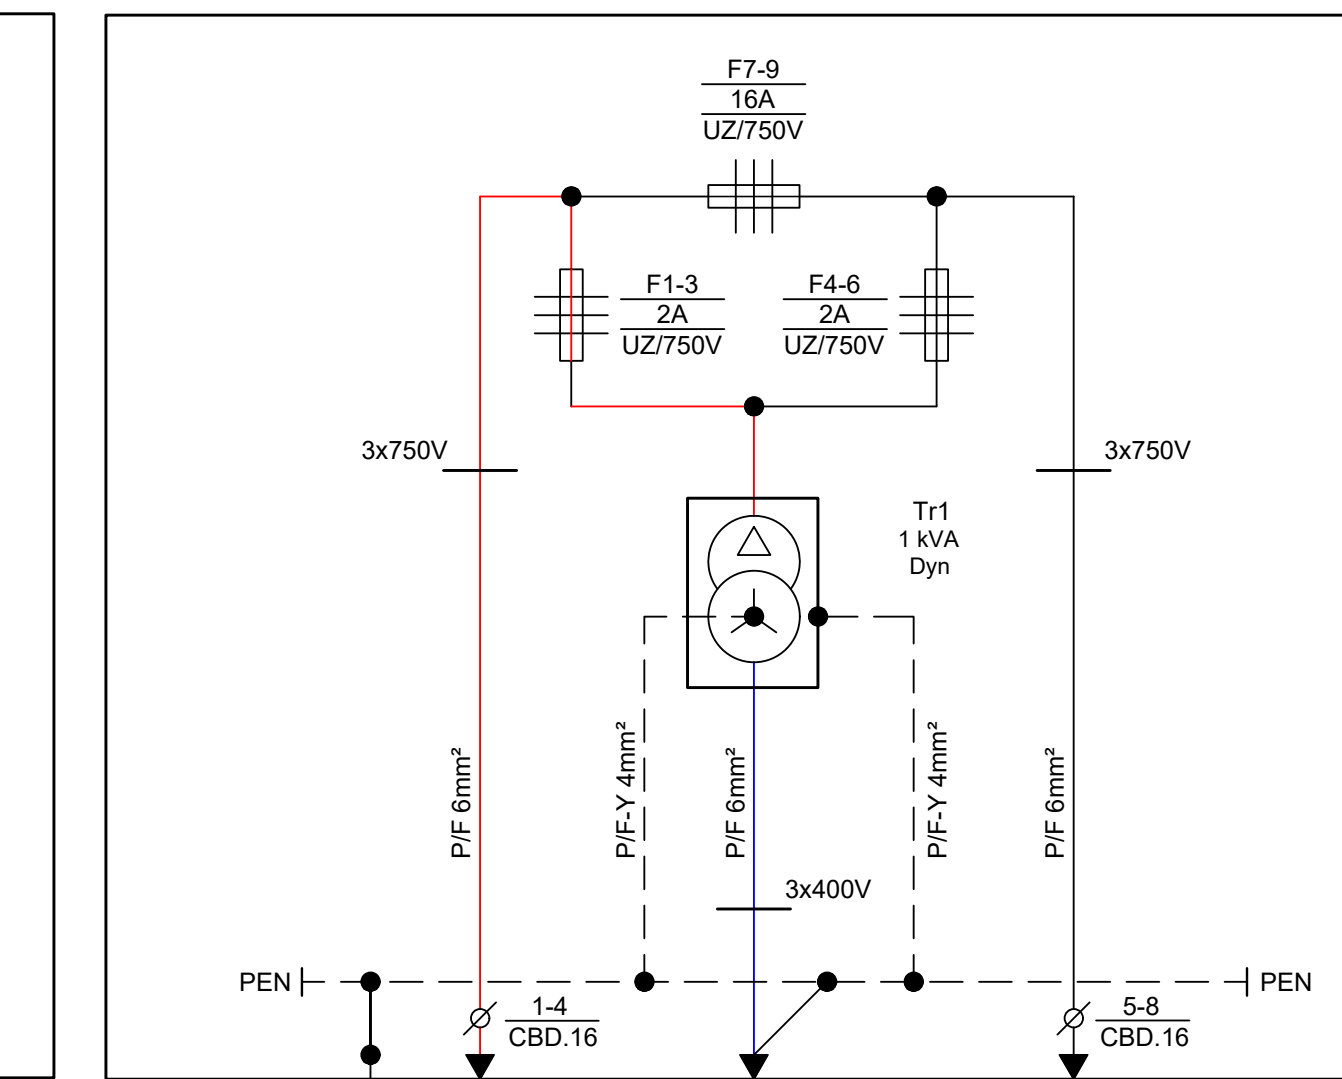 F7-9
16A
UZ/750V
F1-3
2A
UZ/750V
F4-6
2A
UZ/750V
3x750V
3x750V
Tr1
1 kVA
Dyn
P/F 6mm²
P/F-Y 4mm²
P/F 6mm²
P/F-Y 4mm²
P/F 6mm²
3x400V
PEN
PEN
1-4
CBD.16
5-8
CBD.16